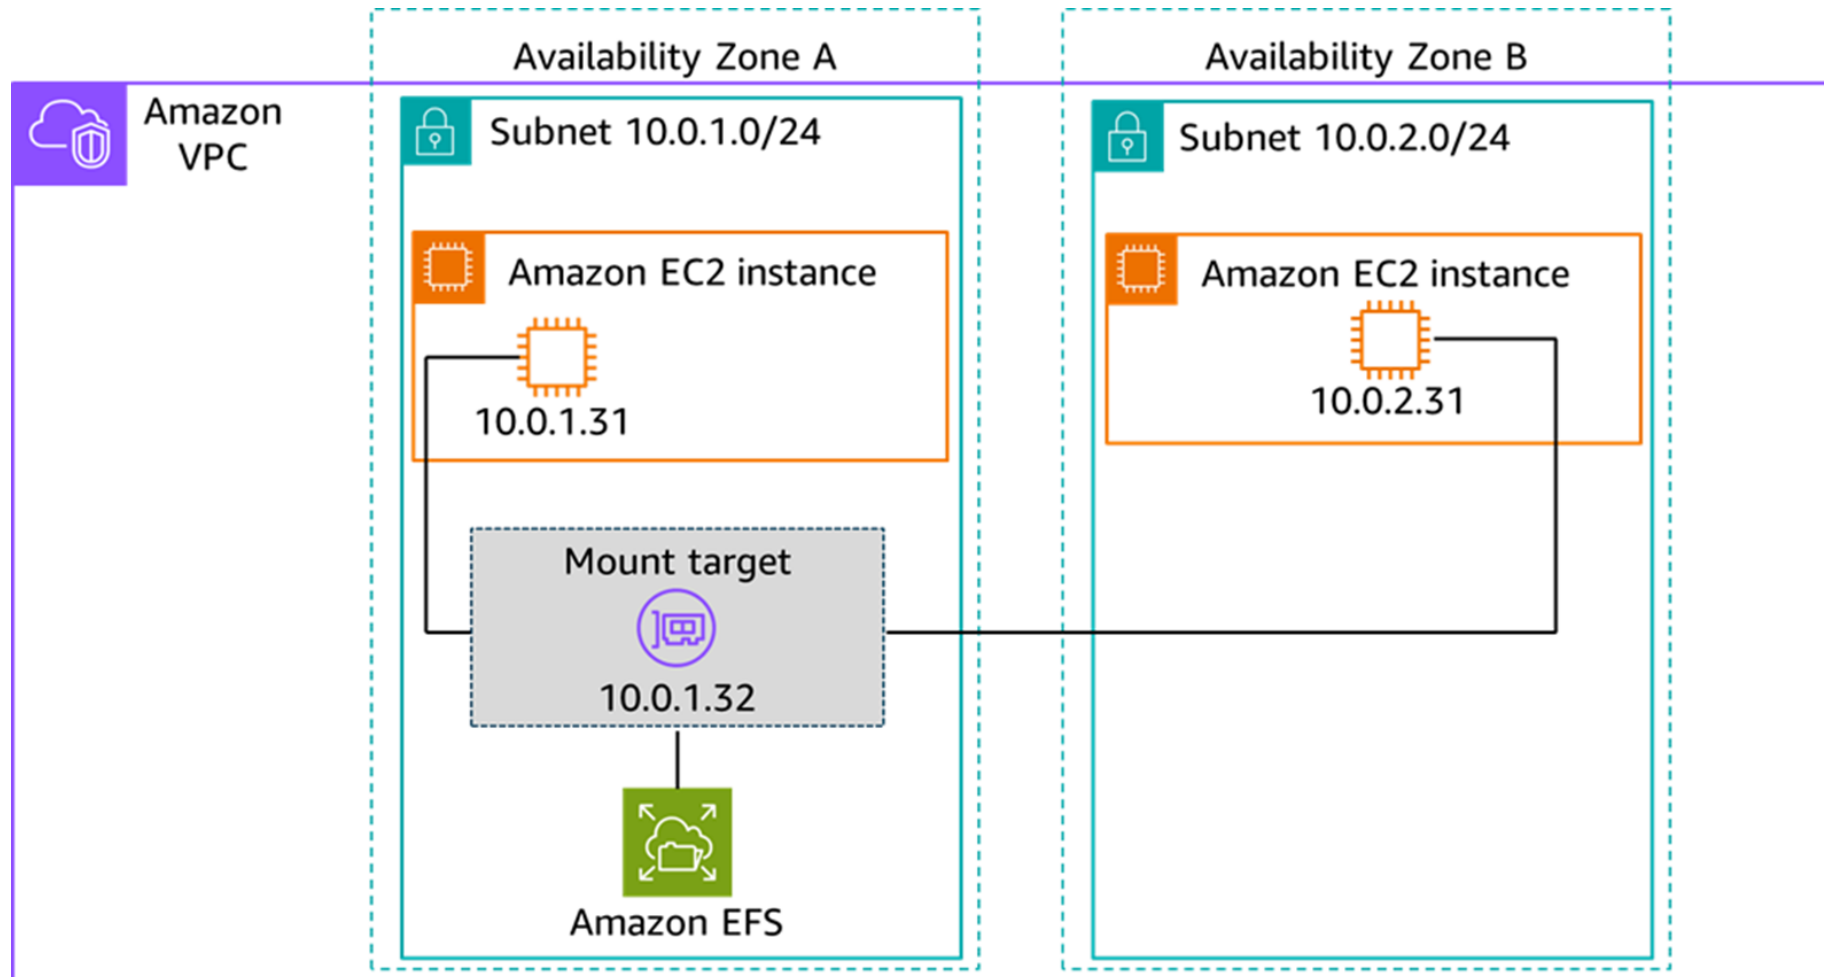 Availability Zone A
Availability Zone B
Amazon
VPC
Subnet 10.0.1.0/24
Subnet 10.0.2.0/24
Amazon EC2 instance
Amazon EC2 instance
10.0.1.31
10.0.2.31
Mount target
10.0.1.32
Amazon EFS